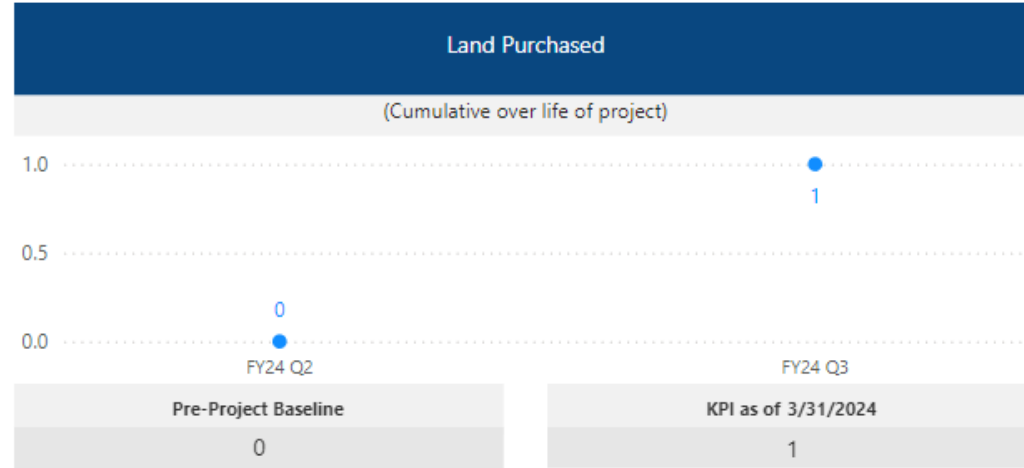 Land Purchased
(Cumulative over life of project)
1.0
1
0.5
0
0.0
FY24 Q2 FY24 Q3
Pre-Project Baseline KPI as of 3/31/2024
0 1